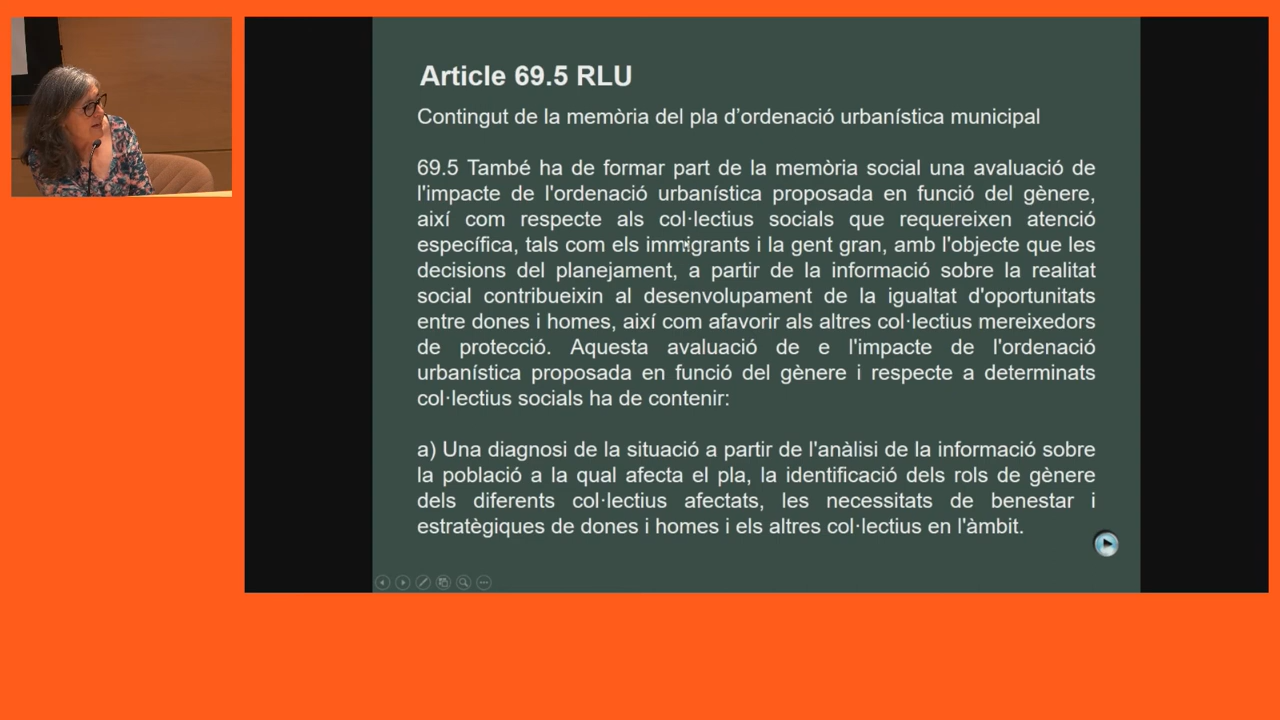 Article 69.5 RLU
Contingut de la memòria del pla d’ordenació urbanística municipal
69.5 També ha de formar part de la memòria social una avaluació de
l'impacte de l'ordenació urbanística proposada en funció del gènere,
així com respecte als col·lectius socials que requereixen atenció
específica, tals com els immigrants i la gent gran, amb l'objecte que les
decisions del planejament, a partir de la informació sobre la realitat
social contribueixin al desenvolupament de la igualtat d'oportunitats
entre dones i homes, així com afavorir als altres col·lectius mereixedors
de protecció. Aquesta avaluació de e l'impacte de l'ordenació
urbanística proposada en funció del gènere i respecte a determinats
col·lectius socials ha de contenir:
a) Una diagnosi de la situació a partir de l'anàlisi de la informació sobre
la població a la qual afecta el pla, la identificació dels rols de gènere
dels diferents col·lectius afectats, les necessitats de benestar i
estratègiques de dones i homes i els altres col·lectius en l'àmbit.